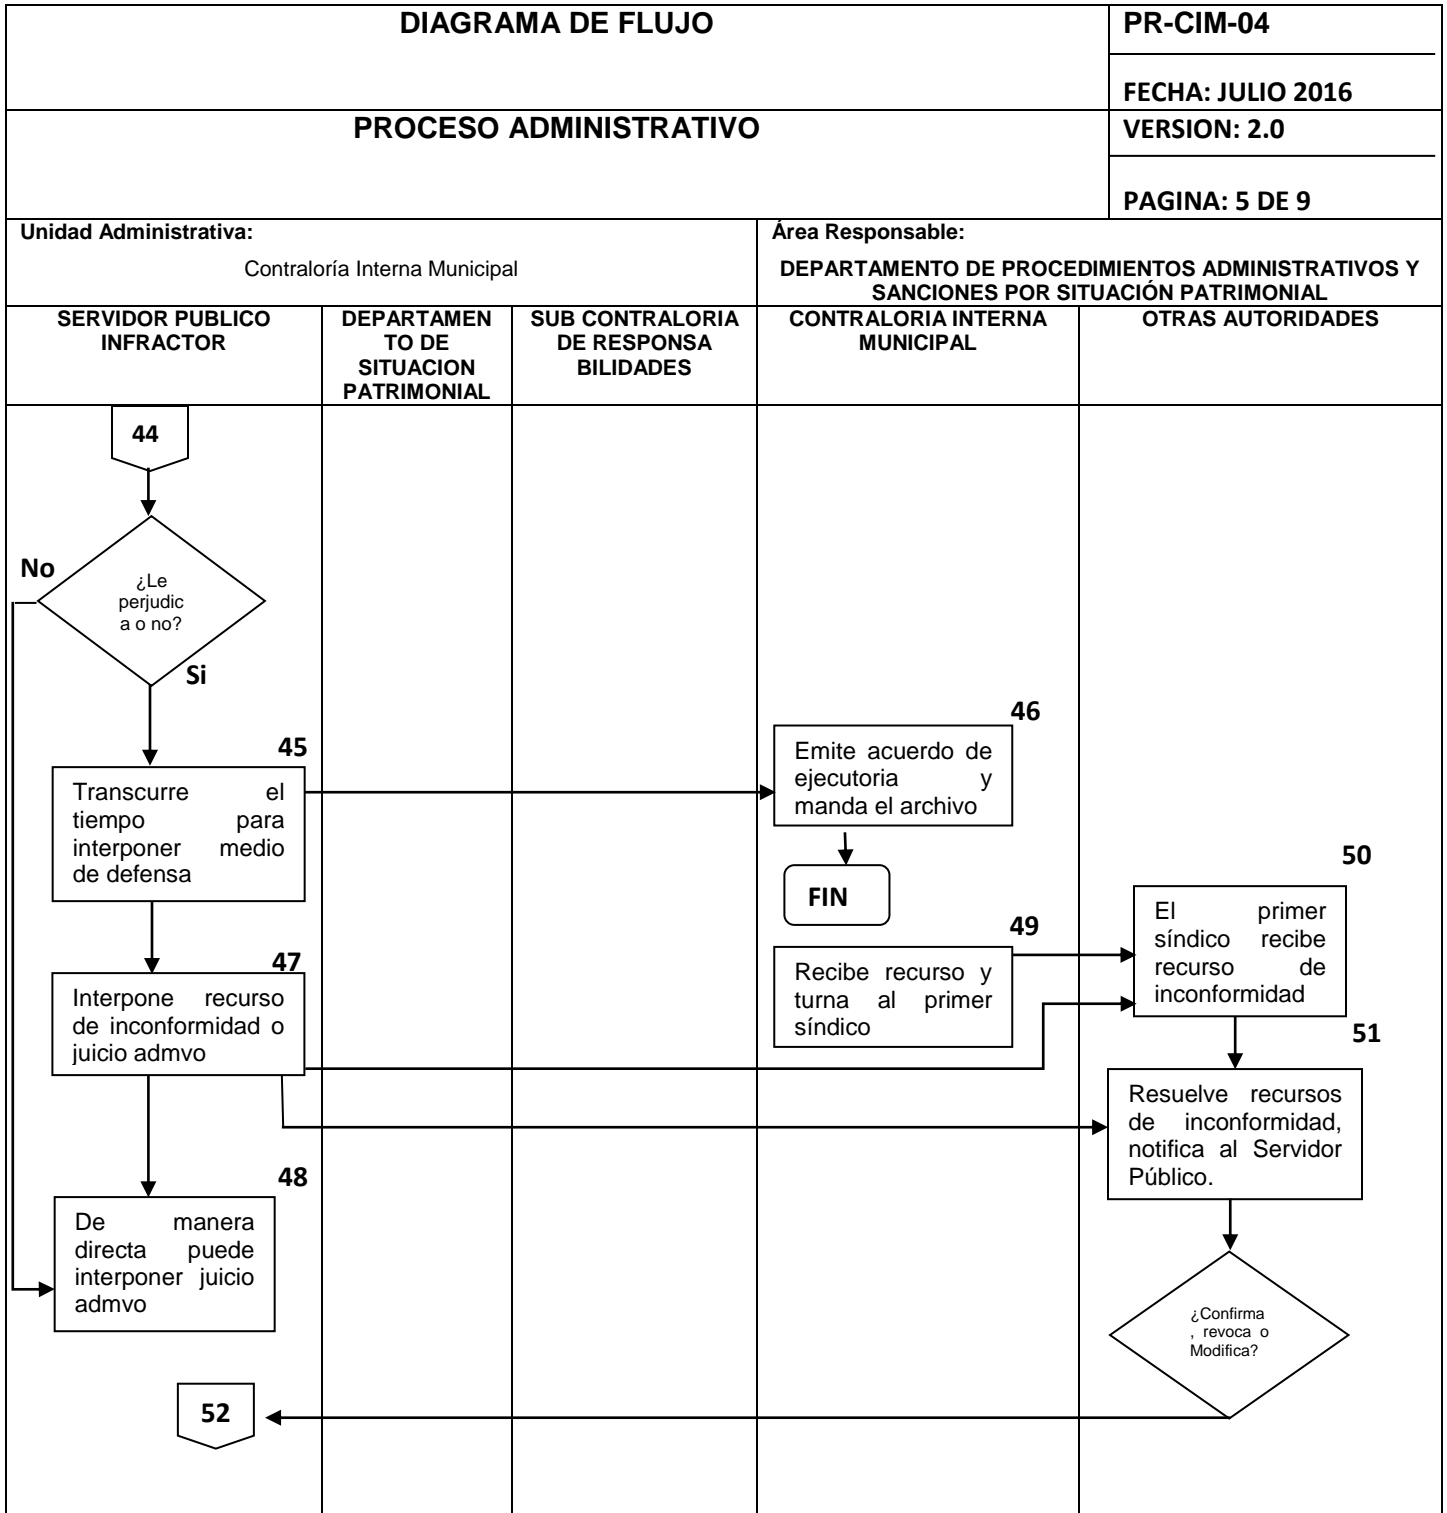 DIAGRAMA DE FLUJO
PR-CIM-04
FECHA: JULIO 2016
PROCESO ADMINISTRATIVO
VERSION: 2.0
PAGINA: 5 DE 9
Unidad Administrativa:
Contraloría Interna Municipal
Área Responsable:
DEPARTAMENTO DE PROCEDIMIENTOS ADMINISTRATIVOS Y
SANCIONES POR SITUACIÓN PATRIMONIAL
SERVIDOR PUBLICO
INFRACTOR
DEPARTAMEN
TO DE
SITUACION
PATRIMONIAL
SUB CONTRALORIA
DE RESPONSA
BILIDADES
CONTRALORIA INTERNA
MUNICIPAL
OTRAS AUTORIDADES
44
No
¿Le
perjudic
a o no?
Si
45
Transcurre el
tiempo para
interponer medio
de defensa
46
Emite acuerdo de
ejecutoria y
manda el archivo
FIN
47
Interpone recurso
de inconformidad o
juicio admvo
49
Recibe recurso y
turna al primer
síndico
50
El primer
síndico recibe
recurso de
inconformidad
51
Resuelve recursos
de inconformidad,
notifica al Servidor
Público.
48
De manera
directa puede
interponer juicio
admvo
¿Confirma
, revoca o
Modifica?
52